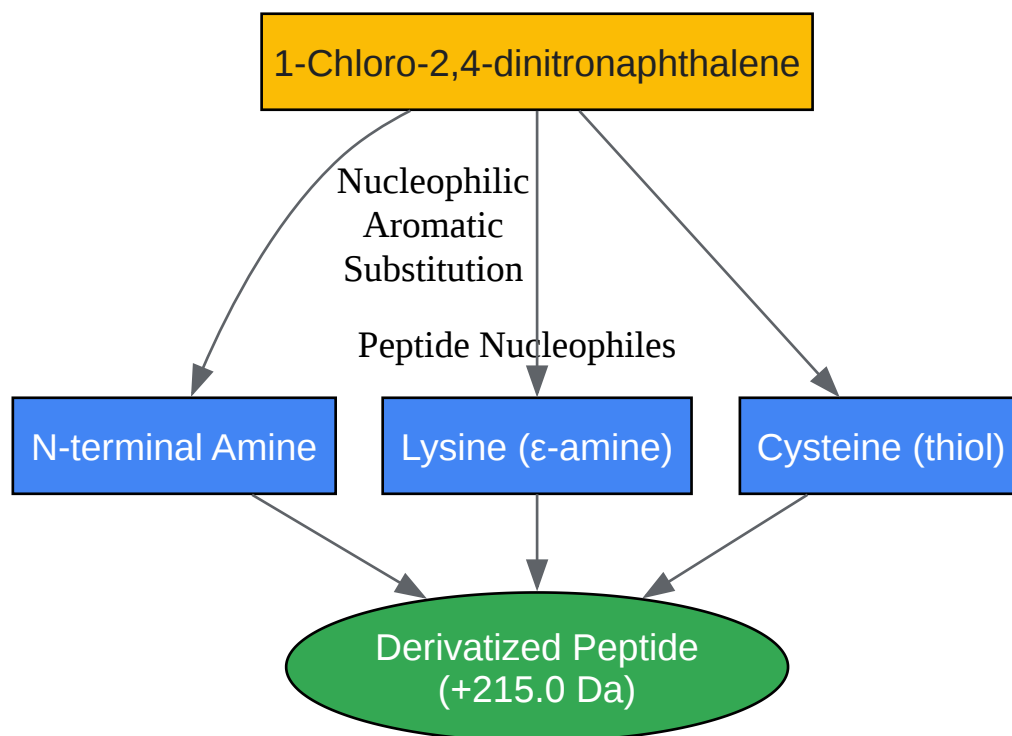 1-Chloro-2,4-dinitronaphthalene
Nucleophilic
Aromatic
Substitution
Peptide Nucleophiles
N-terminal Amine
Lysine (ε-amine)
Cysteine (thiol)
Derivatized Peptide
(+215.0 Da)